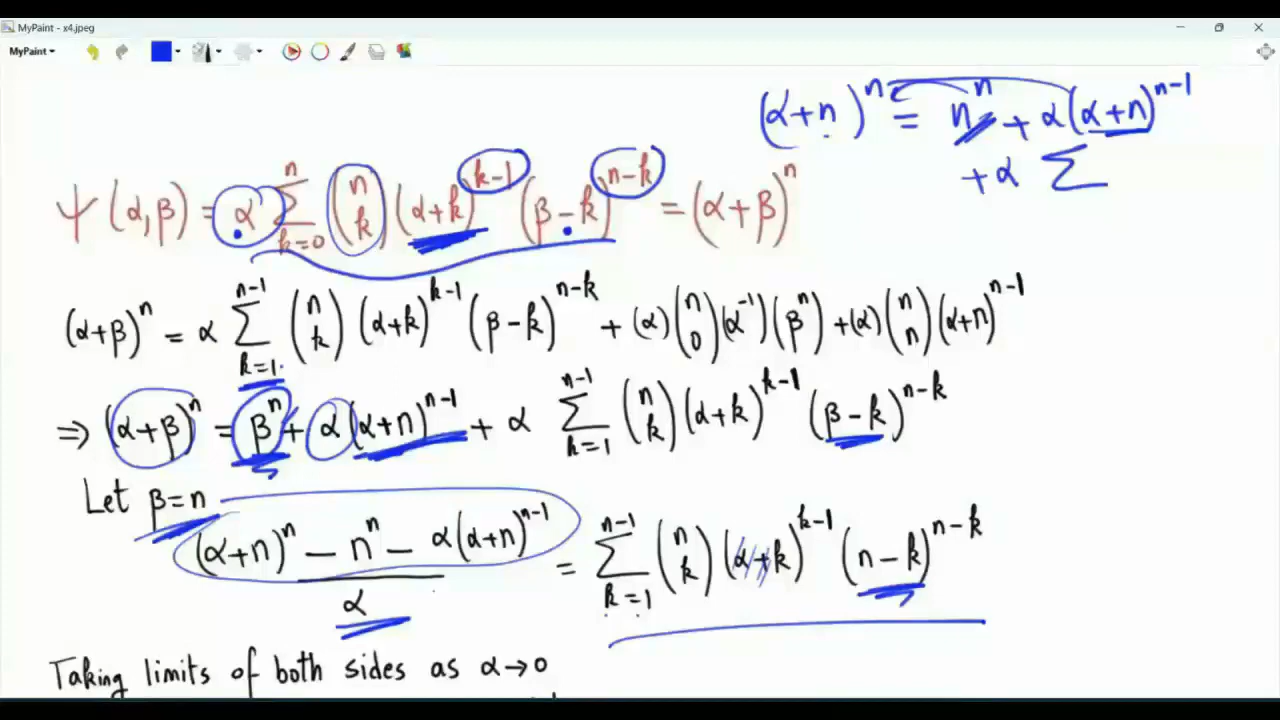 MyPaint - x4.jpeg
MyPaint
(α+n)^n = n^n + α(α+n)^{n-1}
+ α Σ
Ψ(α,β) = α Σ_{k=0}^{n} (n k) (α+k)^{k-1} (β-k)^{n-k} = (α+β)^n
(α+β)^n = α Σ_{k=1}^{n-1} (n k) (α+k)^{k-1} (β-k)^{n-k} + (α)(n 0)(α^{-1})(β^n) + (α)(n n)(α+n)^{n-1}
⇒ (α+β)^n = β^n + α(α+n)^{n-1} + α Σ_{k=1}^{n-1} (n k) (α+k)^{k-1} (β-k)^{n-k}
Let β=n
((α+n)^n - n^n - α(α+n)^{n-1}) / α = Σ_{k=1}^{n-1} (n k) (α+k)^{k-1} (n-k)^{n-k}
Taking limits of both sides as α→0